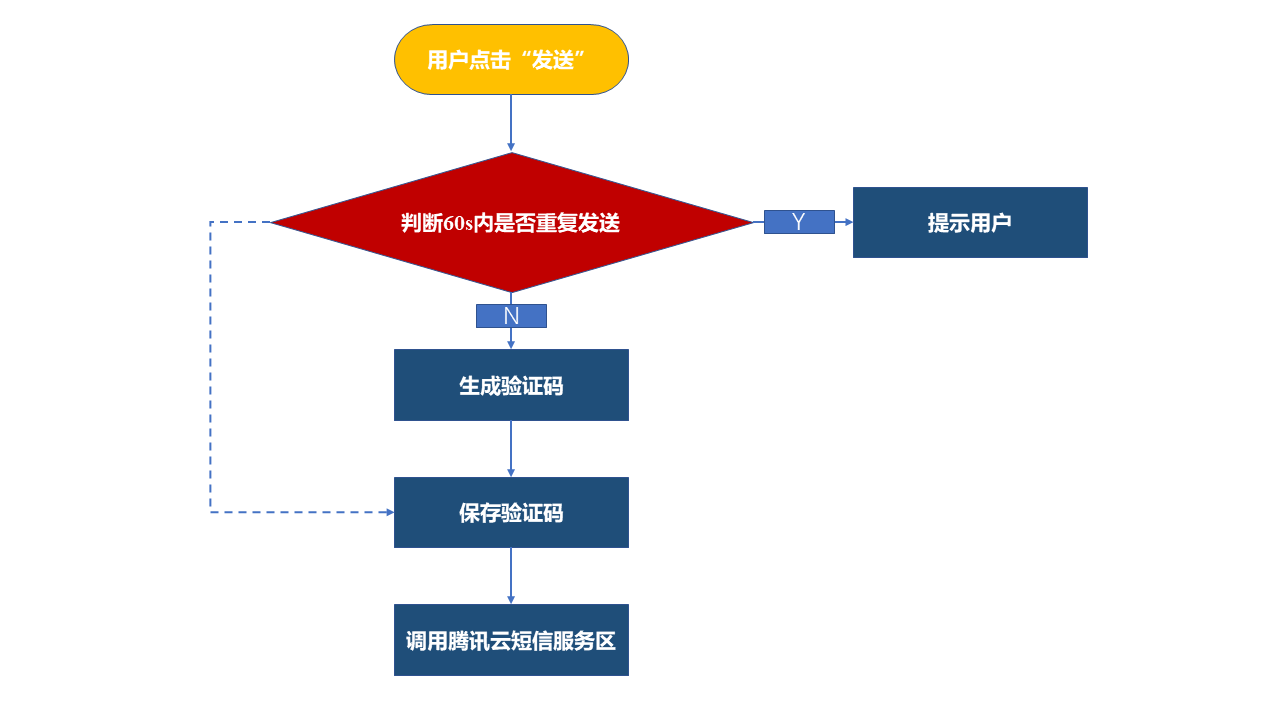 用户点击“发送”
判断60s内是否重复发送
Y
提示用户
N
生成验证码
保存验证码
调用腾讯云短信服务区